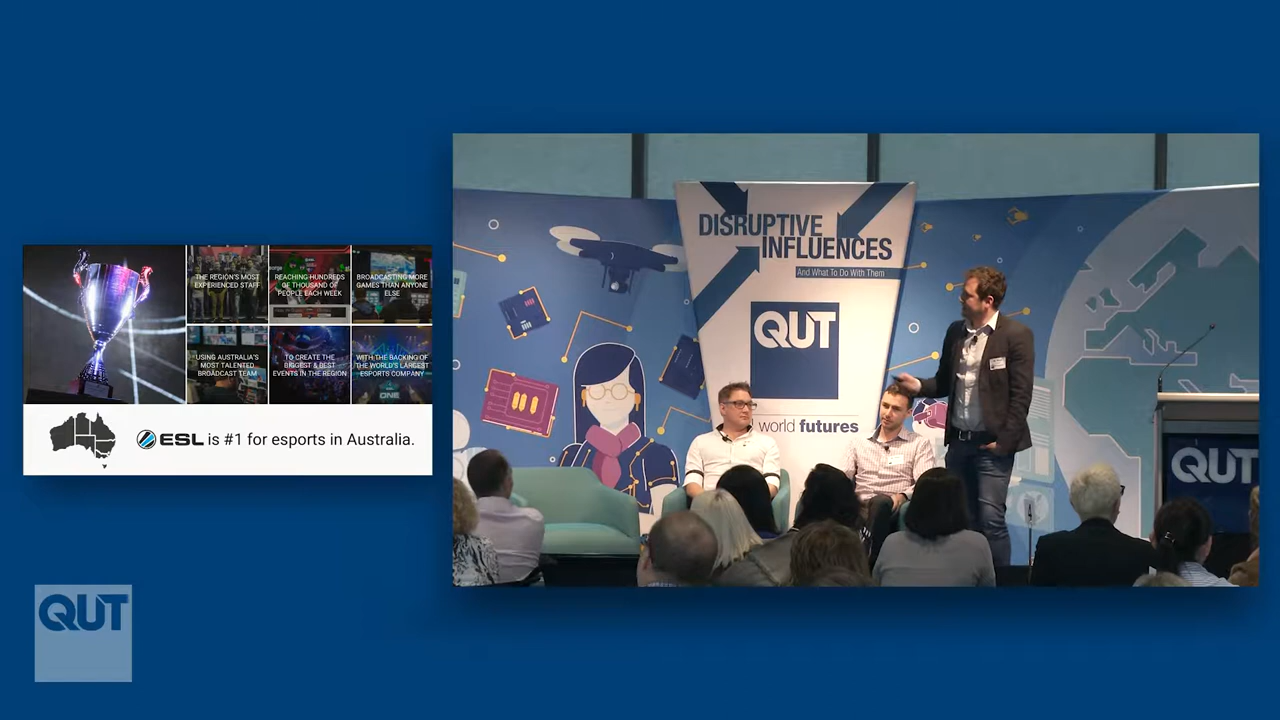 THE REGION'S MOST
EXPERIENCED STAFF
REACHING HUNDREDS
OF THOUSAND OF
PEOPLE EACH WEEK
BROADCASTING MORE
GAMES THAN ANYONE
ELSE
USING AUSTRALIA'S
MOST TALENTED
BROADCAST TEAM
TO CREATE THE
BIGGEST & BEST
EVENTS IN THE REGION
WITH THE BACKING OF
THE WORLD'S LARGEST
ESPORTS COMPANY
ONE
ESL is #1 for esports in Australia.
QUT
DISRUPTIVE
INFLUENCES
And What To Do With Them
QUT
world futures
QUT